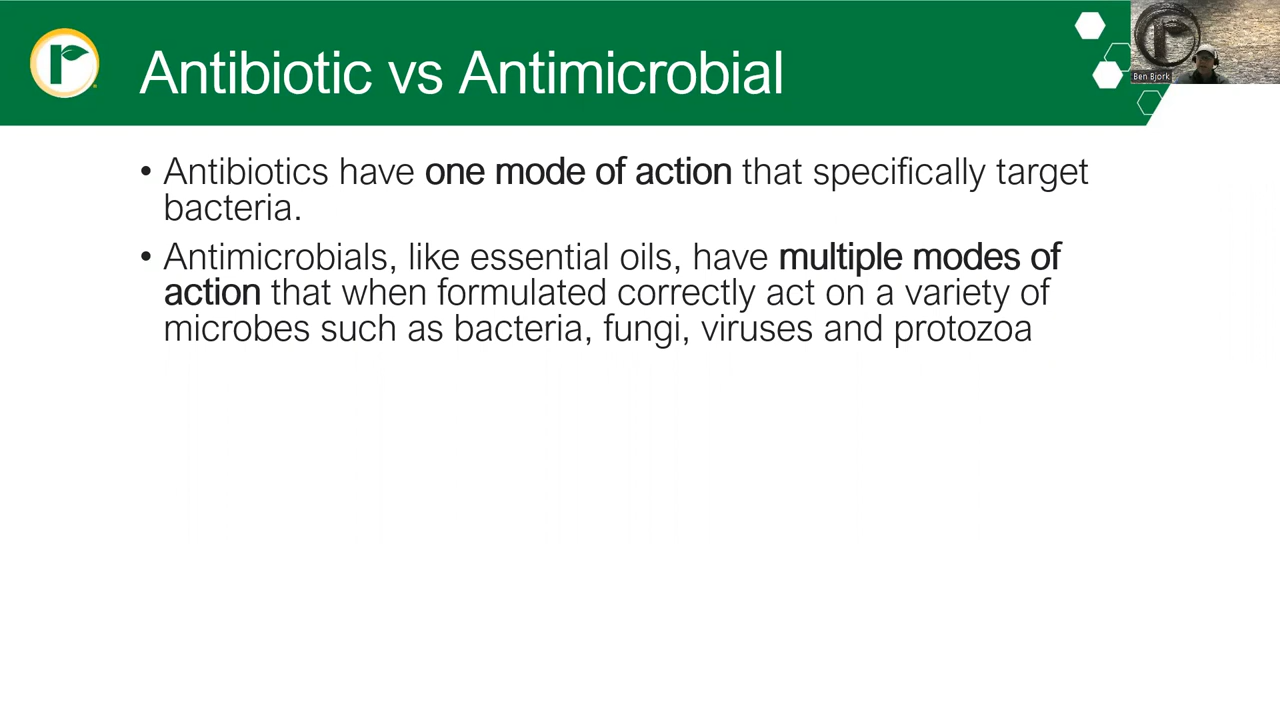 Antibiotic vs Antimicrobial
Ben Bjork
• Antibiotics have one mode of action that specifically target
bacteria.
• Antimicrobials, like essential oils, have multiple modes of
action that when formulated correctly act on a variety of
microbes such as bacteria, fungi, viruses and protozoa